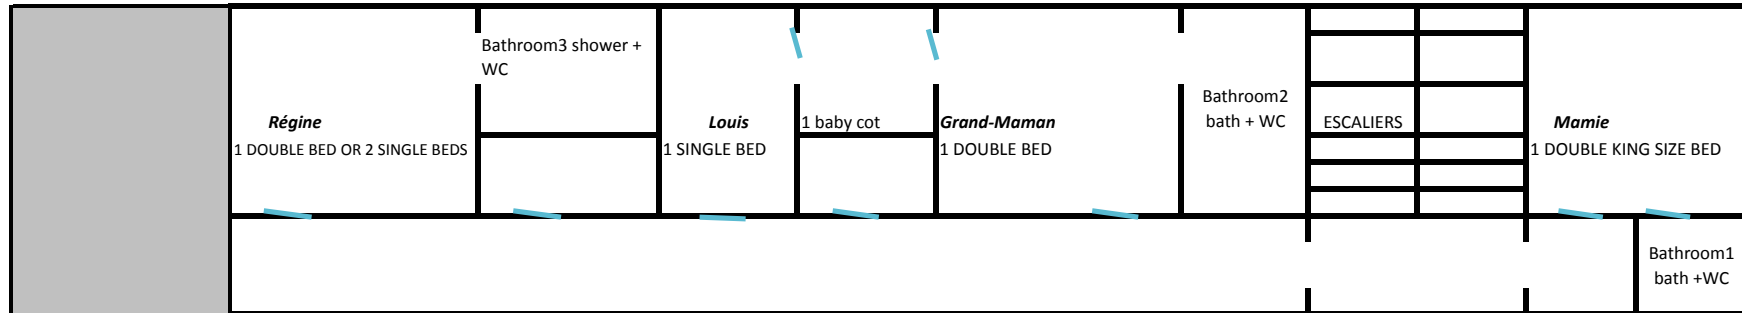 Bathroom3 shower +
WC
Régine
1 DOUBLE BED OR 2 SINGLE BEDS
Louis
1 SINGLE BED
1 baby cot
Grand-Maman
1 DOUBLE BED
Bathroom2
bath + WC
ESCALIERS
Mamie
1 DOUBLE KING SIZE BED
Bathroom1
bath +WC